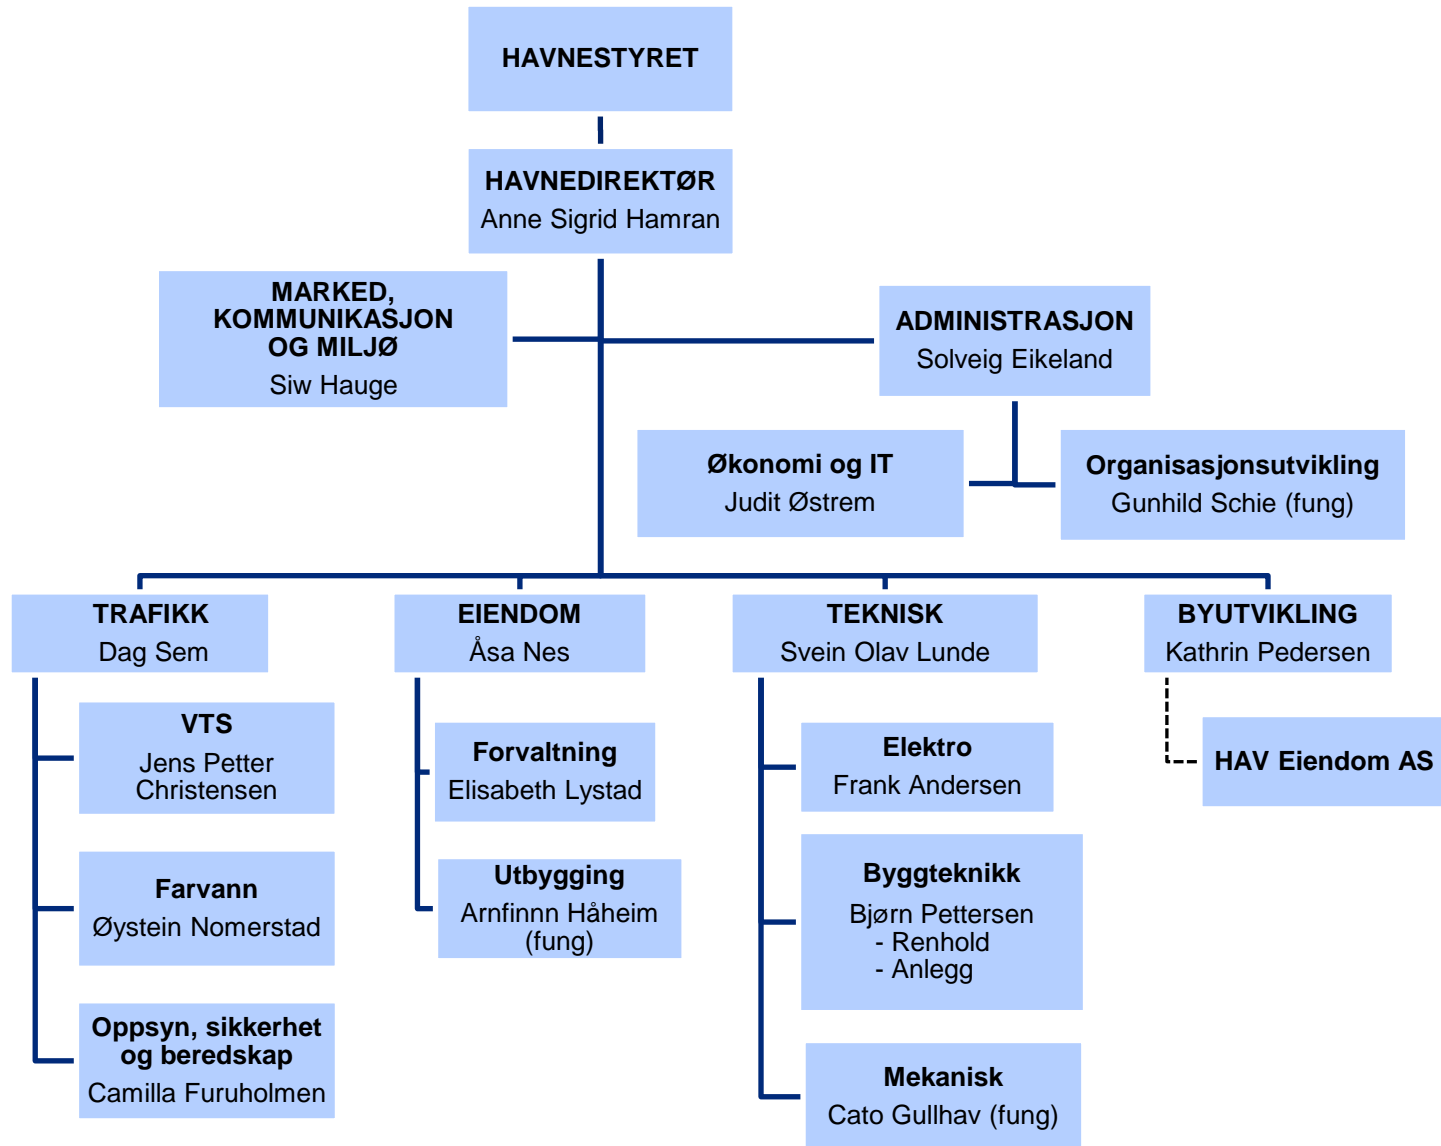 HAVNESTYRET
HAVNEDIREKTØR
Anne Sigrid Hamran
MARKED,
KOMMUNIKASJON
OG MILJØ
Siw Hauge
ADMINISTRASJON
Solveig Eikeland
Økonomi og IT
Judit Østrem
Organisasjonsutvikling
Gunhild Schie (fung)
TRAFIKK
Dag Sem
EIENDOM
Åsa Nes
TEKNISK
Svein Olav Lunde
BYUTVIKLING
Kathrin Pedersen
VTS
Jens Petter
Christensen
Farvann
Øystein Nomerstad
Oppsyn, sikkerhet
og beredskap
Camilla Furuholmen
Forvaltning
Elisabeth Lystad
Utbygging
Arnfinnn Håheim
(fung)
Elektro
Frank Andersen
Byggteknikk
Bjørn Pettersen
- Renhold
- Anlegg
Mekanisk
Cato Gullhav (fung)
HAV Eiendom AS